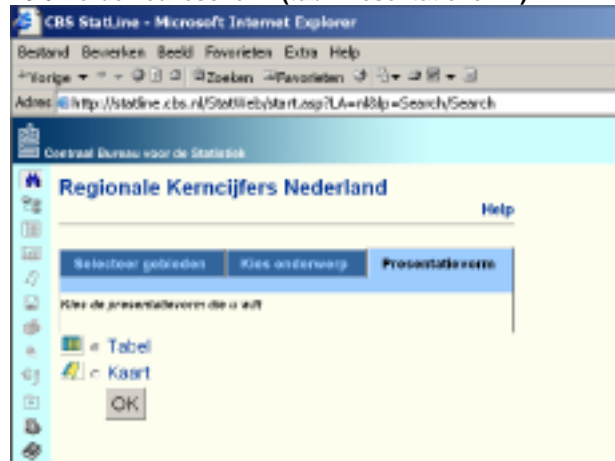 CBS StatLine - Microsoft Internet Explorer
Bestand Bewerken Beeld Favorieten Extra Help
Vorige Zoeken Favorieten
Adres http://statline.cbs.nl/StatWeb/start.asp?LA=nl&lp=Search/Search
Centraal Bureau voor de Statistiek
Regionale Kerncijfers Nederland
Help
Selecteer gebieden Kies onderwerp Presentatievorm
Kies de presentatievorm die u wilt
Tabel
Kaart
OK